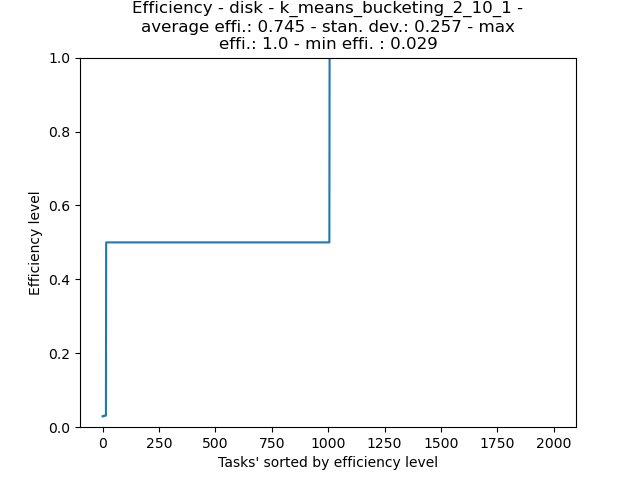 Efficiency - disk - k_means_bucketing_2_10_1 -
average effi.: 0.745 - stan. dev.: 0.257 - max
effi.: 1.0 - min effi. : 0.029
1.0
0.8
0.6
0.4
0.2
0.0
Efficiency level
0 250 500 750 1000 1250 1500 1750 2000
Tasks' sorted by efficiency level